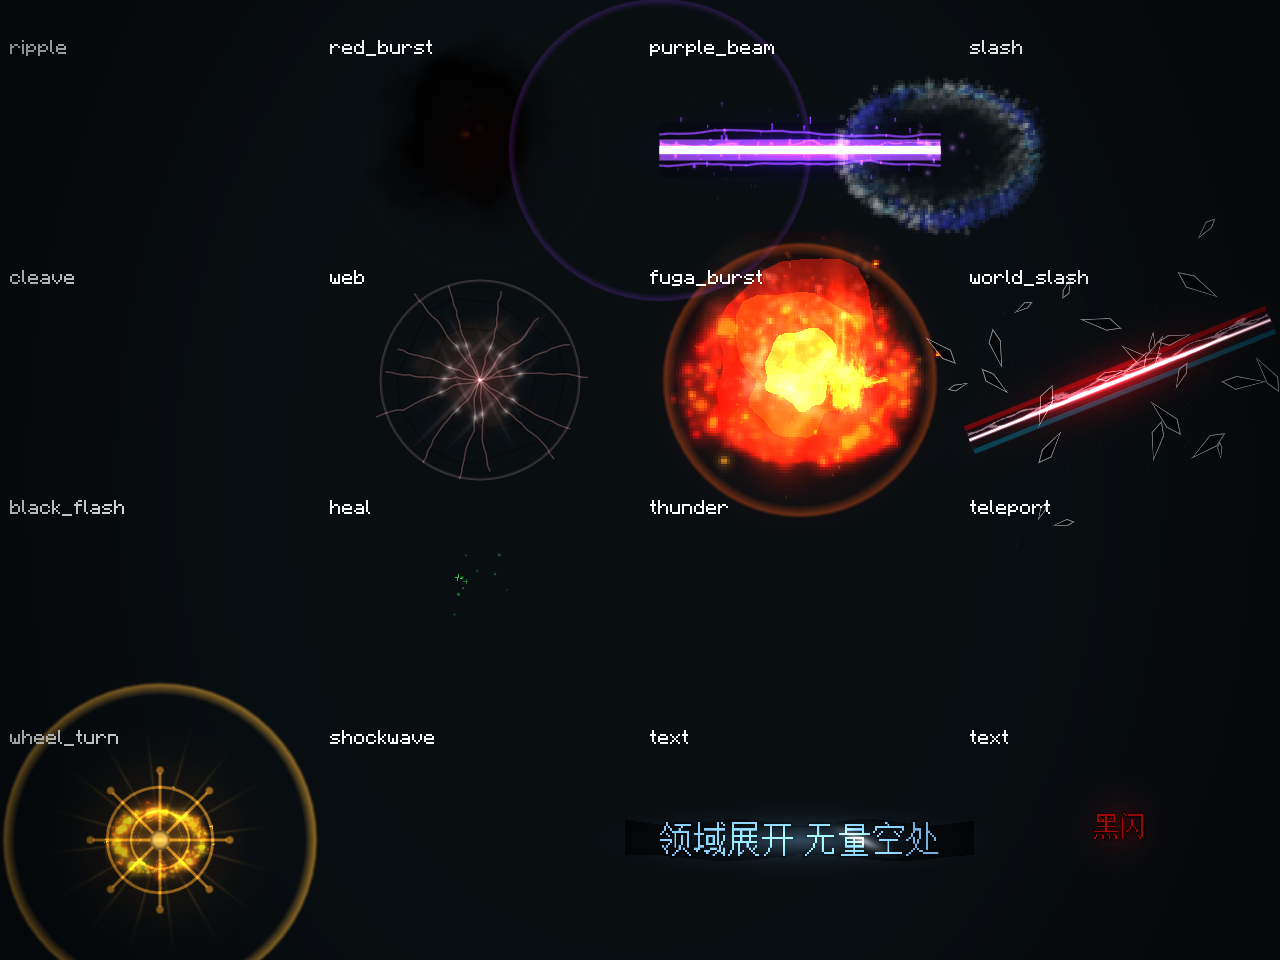 ripple
red_burst
purple_beam
slash
cleave
web
fuga_burst
world_slash
black_flash
heal
thunder
teleport
wheel_turn
shockwave
text
text
领域展开 无量空处
黑闪